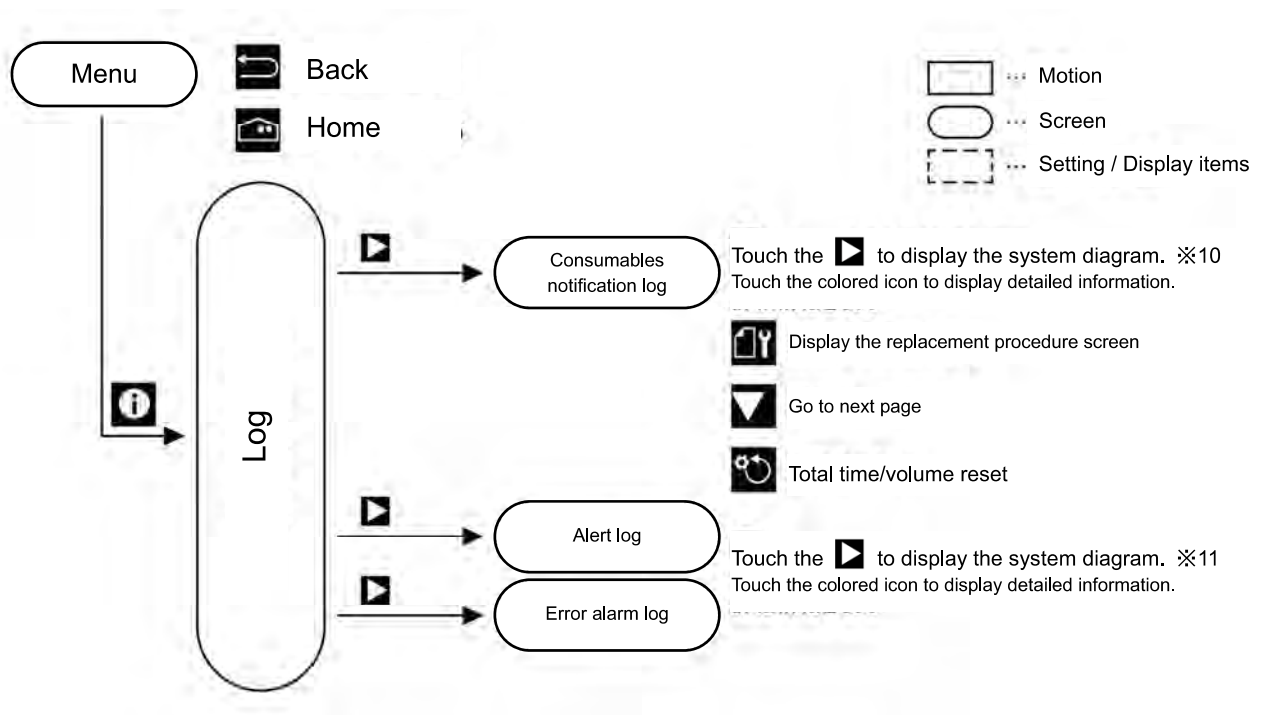 Menu
Back
Home
Motion
Screen
Setting / Display items
Log
Consumables
notification log
Touch the to display the system diagram. ※10
Touch the colored icon to display detailed information.
Display the replacement procedure screen
Go to next page
Total time/volume reset
Alert log
Error alarm log
Touch the to display the system diagram. ※11
Touch the colored icon to display detailed information.